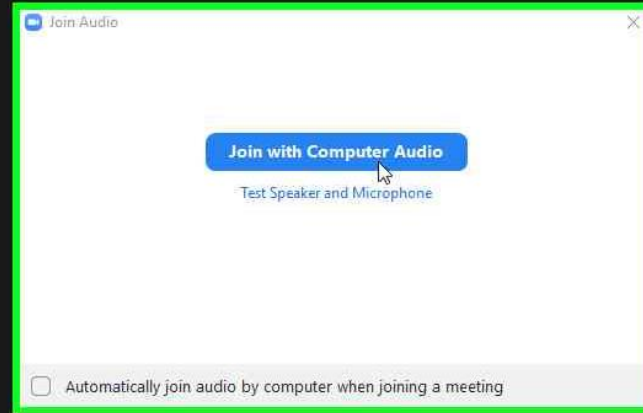 Join Audio
Join with Computer Audio
Test Speaker and Microphone
Automatically join audio by computer when joining a meeting